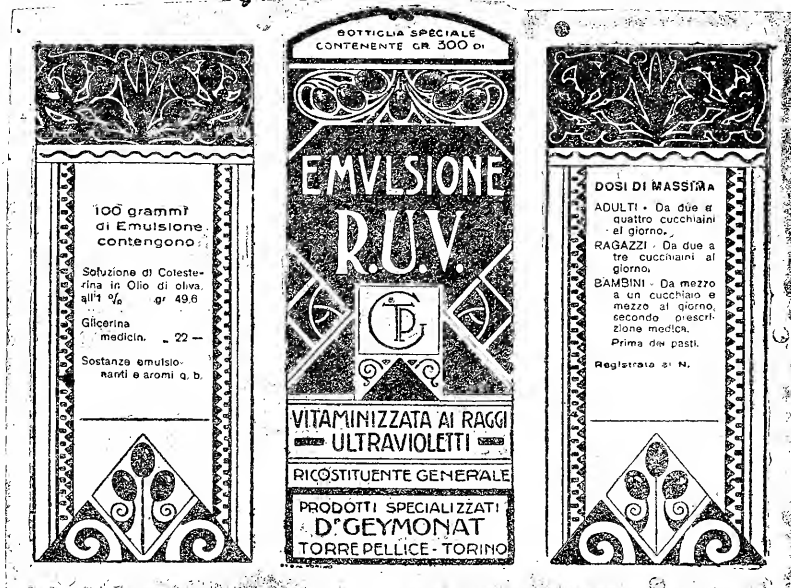 100 grammi
di Emulsione
contengono:
Soluzione di Coleste-
rina in Olio di oliva
all'1 % gr 49.6
Glicerina
medicin. „ 22 —
Sostanze emulsio-
nanti e aromi q. b.
BOTTIGLIA SPECIALE
CONTENENTE GR. 300 DI
EMVLSIONE
R.U.V.
VITAMINIZZATA AI RAGGI
ULTRAVIOLETTI
RICOSTITUENTE GENERALE
PRODOTTI SPECIALIZZATI
Dr GEYMONAT
TORRE PELLICE - TORINO
DOSI DI MASSIMA
ADULTI - Da due a
quattro cucchiaini
al giorno.
RAGAZZI - Da due a
tre cucchiaini al
giorno.
BAMBINI - Da mezzo
a un cucchiaio e
mezzo al giorno,
secondo prescri-
zione medica.
Prima dei pasti.
Registrata al N.